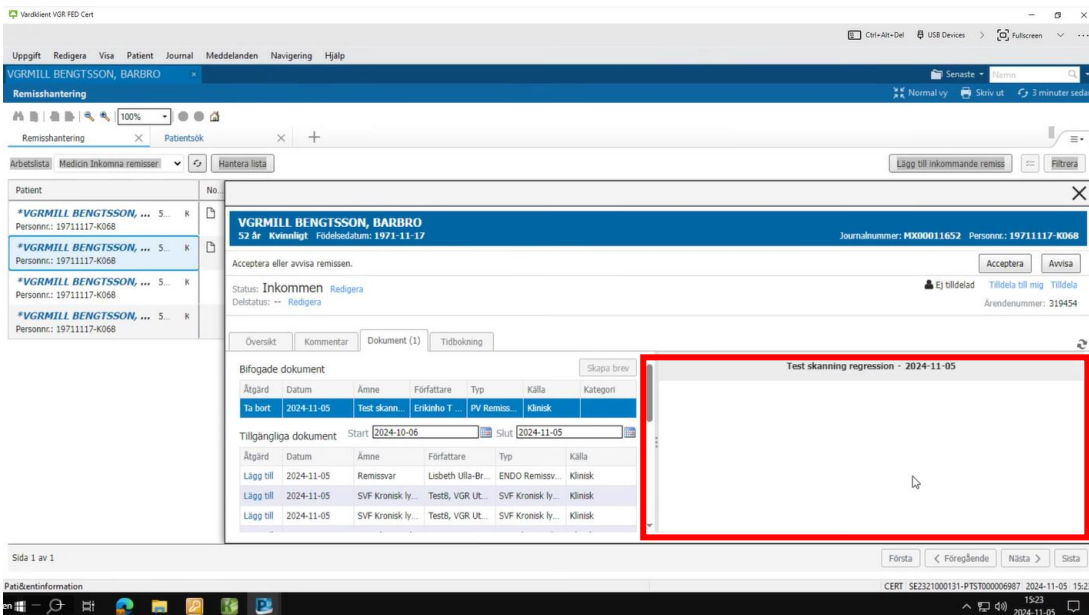 Vardklient VGR FED Cert
Ctrl+Alt+Del USB Devices Fullscreen
Uppgift Redigera Visa Patient Journal Meddelanden Navigering Hjälp
VGRMILL BENGTSSON, BARBRO × Senaste Namn
Remisshantering Normal vy Skriv ut 3 minuter sedan
100%
Remisshantering Patientsök
Arbetslista Medicin Inkomna remisser Hantera lista Lägg till inkommande remiss Filtrera
Patient No...
*VGRMILL BENGTSSON, ... 5... K
Personnr.: 19711117-K068
*VGRMILL BENGTSSON, ... 5... K
Personnr.: 19711117-K068
*VGRMILL BENGTSSON, ... 5... K
Personnr.: 19711117-K068
*VGRMILL BENGTSSON, ... 5... K
Personnr.: 19711117-K068
VGRMILL BENGTSSON, BARBRO
52 år Kvinnligt Födelsedatum: 1971-11-17 Journalnummer: MX00011652 Personnr.: 19711117-K068
Acceptera eller avvisa remissen. Acceptera Avvisa
Status: Inkommen Redigera Ej tilldelad Tilldela till mig Tilldela
Delstatus: -- Redigera Ärendenummer: 319454
Översikt Kommentar Dokument (1) Tidbokning
Bifogade dokument Skapa brev
Åtgärd Datum Ämne Författare Typ Källa Kategori
Ta bort 2024-11-05 Test skann... Erikinho T ... PV Remiss... Klinisk
Tillgängliga dokument Start 2024-10-06 Slut 2024-11-05
Åtgärd Datum Ämne Författare Typ Källa
Lägg till 2024-11-05 Remissvar Lisbeth Ulla-Br... ENDO Remissv... Klinisk
Lägg till 2024-11-05 SVF Kronisk ly... Test8, VGR Ut... SVF Kronisk ly... Klinisk
Lägg till 2024-11-05 SVF Kronisk ly... Test8, VGR Ut... SVF Kronisk ly... Klinisk
Test skanning regression - 2024-11-05
Sida 1 av 1 Första Föregående Nästa Sista
Pati&entinformation CERT SE2321000131-PTST000006987 2024-11-05 15:2
en 15:23
2024-11-05